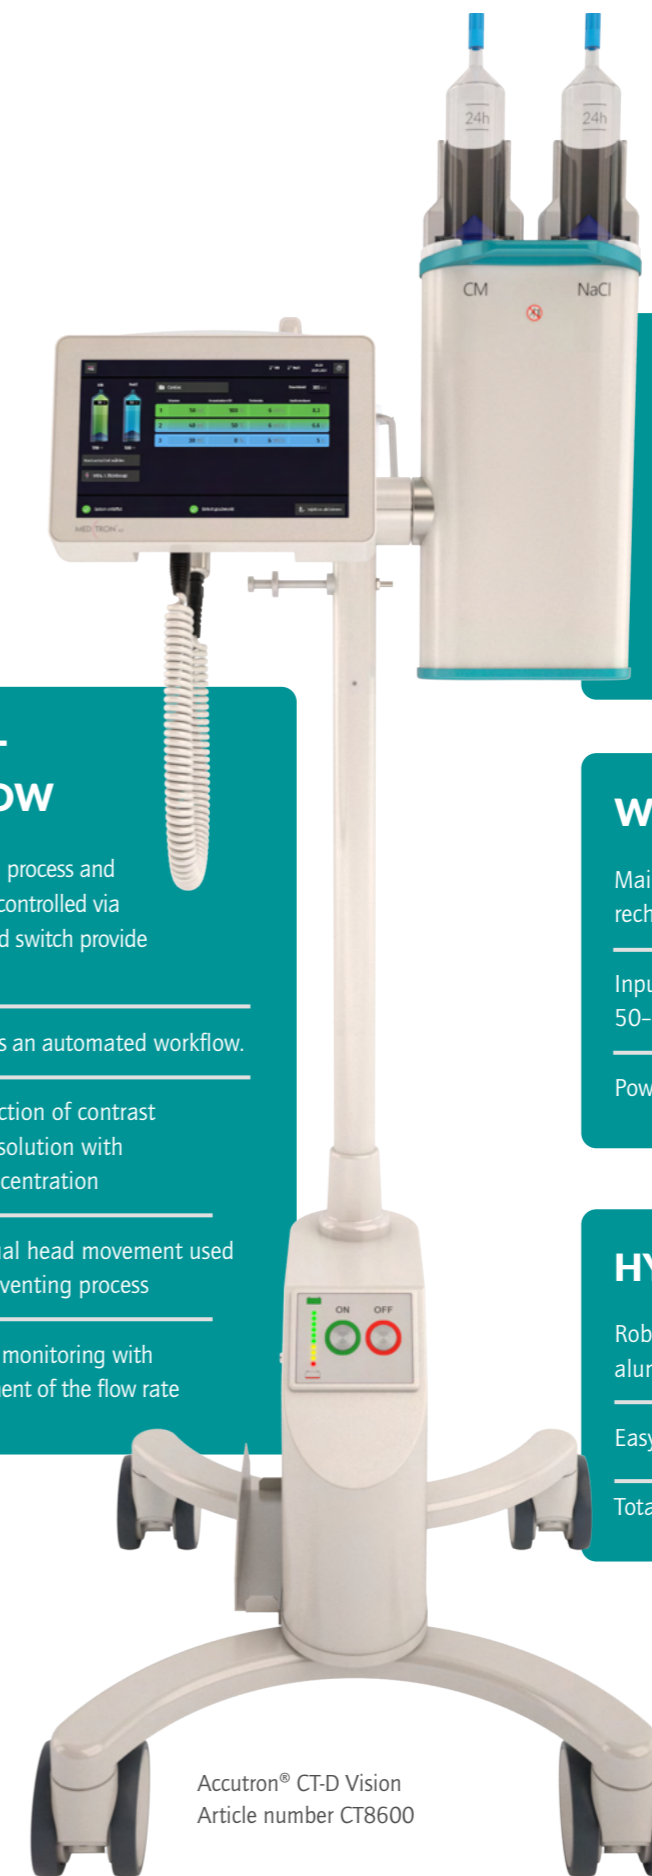 24h
24h
CM
NaCl
MEDTRON
OW
process and
controlled via
d switch provide
s an automated workflow.
ction of contrast
solution with
centration
ual head movement used
venting process
monitoring with
ent of the flow rate
W
Mai
rech
Inpu
50–
Pow
HY
Rob
alur
Easy
Tota
ON
OFF
Accutron® CT-D Vision
Article number CT8600